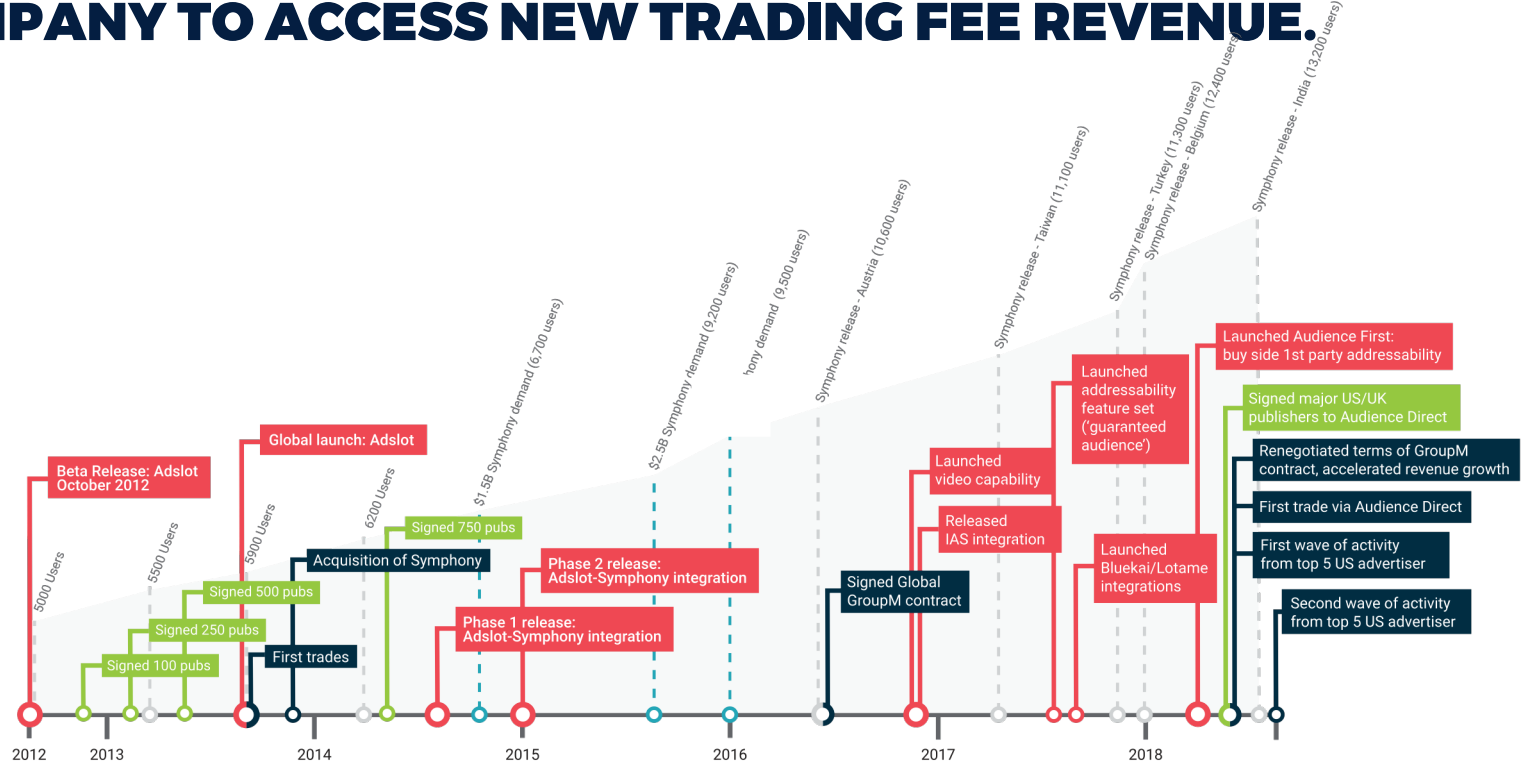 TO ACCESS NEW TRADING FEE REVENUE.
Beta Release: Adslot
October 2012
Global launch: Adslot
5000 Users
5500 Users
5900 Users
6200 Users
$1.5B Symphony demand (6,700 users)
$2.5B Symphony demand (9,200 users)
demand (9,500 users)
Symphony release - Austria (10,600 users)
Symphony release - Taiwan (11,100 users)
Symphony release - Turkey (11,300 users)
Symphony release - Belgium (12,400 users)
Symphony release - India (13,200 users)
Signed 100 pubs
Signed 250 pubs
Signed 500 pubs
First trades
Acquisition of Symphony
Signed 750 pubs
Phase 1 release:
Adslot-Symphony integration
Phase 2 release:
Adslot-Symphony integration
Signed Global
GroupM contract
Launched
video capability
Released
IAS integration
Launched
addressability
feature set
(‘guaranteed
audience’)
Launched
Bluekai/Lotame
integrations
Launched Audience First:
buy side 1st party addressability
Signed major US/UK
publishers to Audience Direct
Renegotiated terms of GroupM
contract, accelerated revenue growth
First trade via Audience Direct
First wave of activity
from top 5 US advertiser
Second wave of activity
from top 5 US advertiser
2012
2013
2014
2015
2016
2017
2018